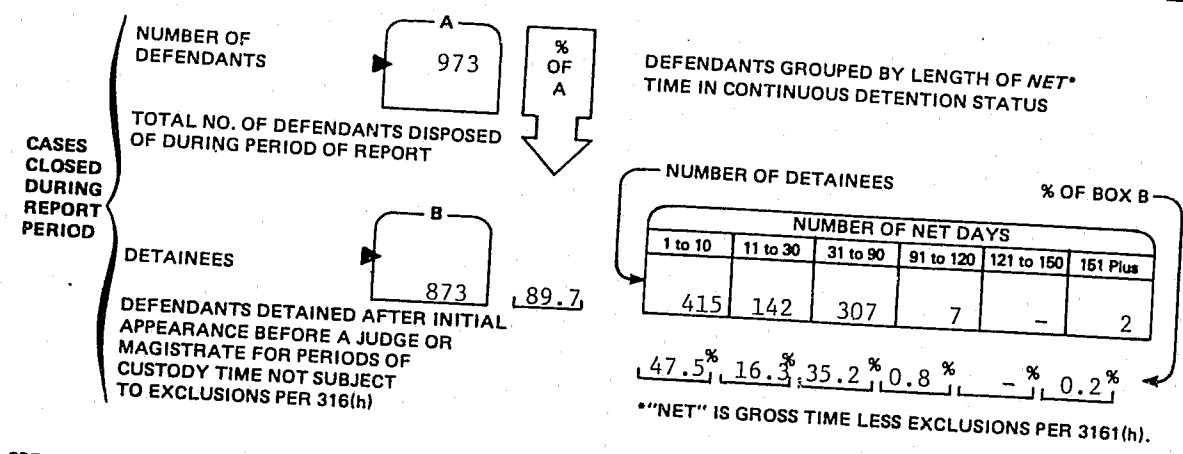 CASES
CLOSED
DURING
REPORT
PERIOD
NUMBER OF
DEFENDANTS
A
973
%
OF
A
TOTAL NO. OF DEFENDANTS DISPOSED
OF DURING PERIOD OF REPORT
DEFENDANTS GROUPED BY LENGTH OF NET*
TIME IN CONTINUOUS DETENTION STATUS
B
DETAINEES
873
89.7
DEFENDANTS DETAINED AFTER INITIAL
APPEARANCE BEFORE A JUDGE OR
MAGISTRATE FOR PERIODS OF
CUSTODY TIME NOT SUBJECT
TO EXCLUSIONS PER 316(h)
NUMBER OF DETAINEES
% OF BOX B
NUMBER OF NET DAYS
1 to 10 11 to 30 31 to 90 91 to 120 121 to 150 151 Plus
415 142 307 7 – 2
47.5% 16.3% 35.2% 0.8% –% 0.2%
*"NET" IS GROSS TIME LESS EXCLUSIONS PER 3161(h).